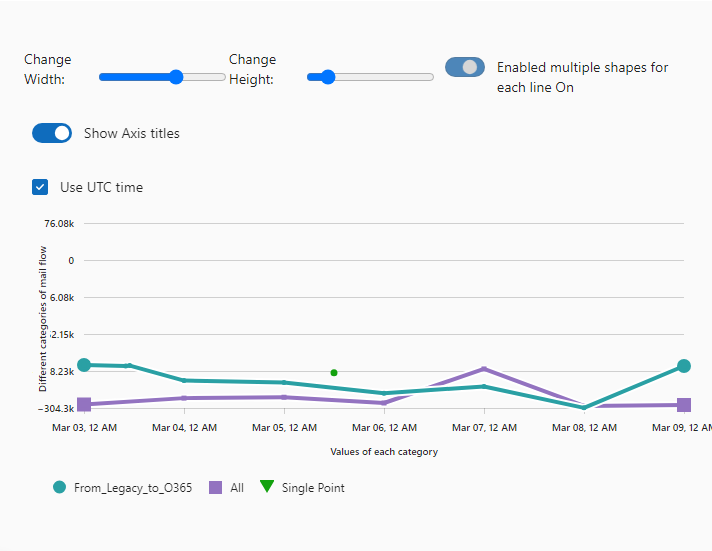 Change
Width:
Change
Height:
Enabled multiple shapes for
each line On
Show Axis titles
Use UTC time
76.08k
0
6.08k
2.15k
8.23k
−304.3k
Different categories of mail flow
Mar 03, 12 AM Mar 04, 12 AM Mar 05, 12 AM Mar 06, 12 AM Mar 07, 12 AM Mar 08, 12 AM Mar 09, 12 AM
Values of each category
From_Legacy_to_O365 All Single Point